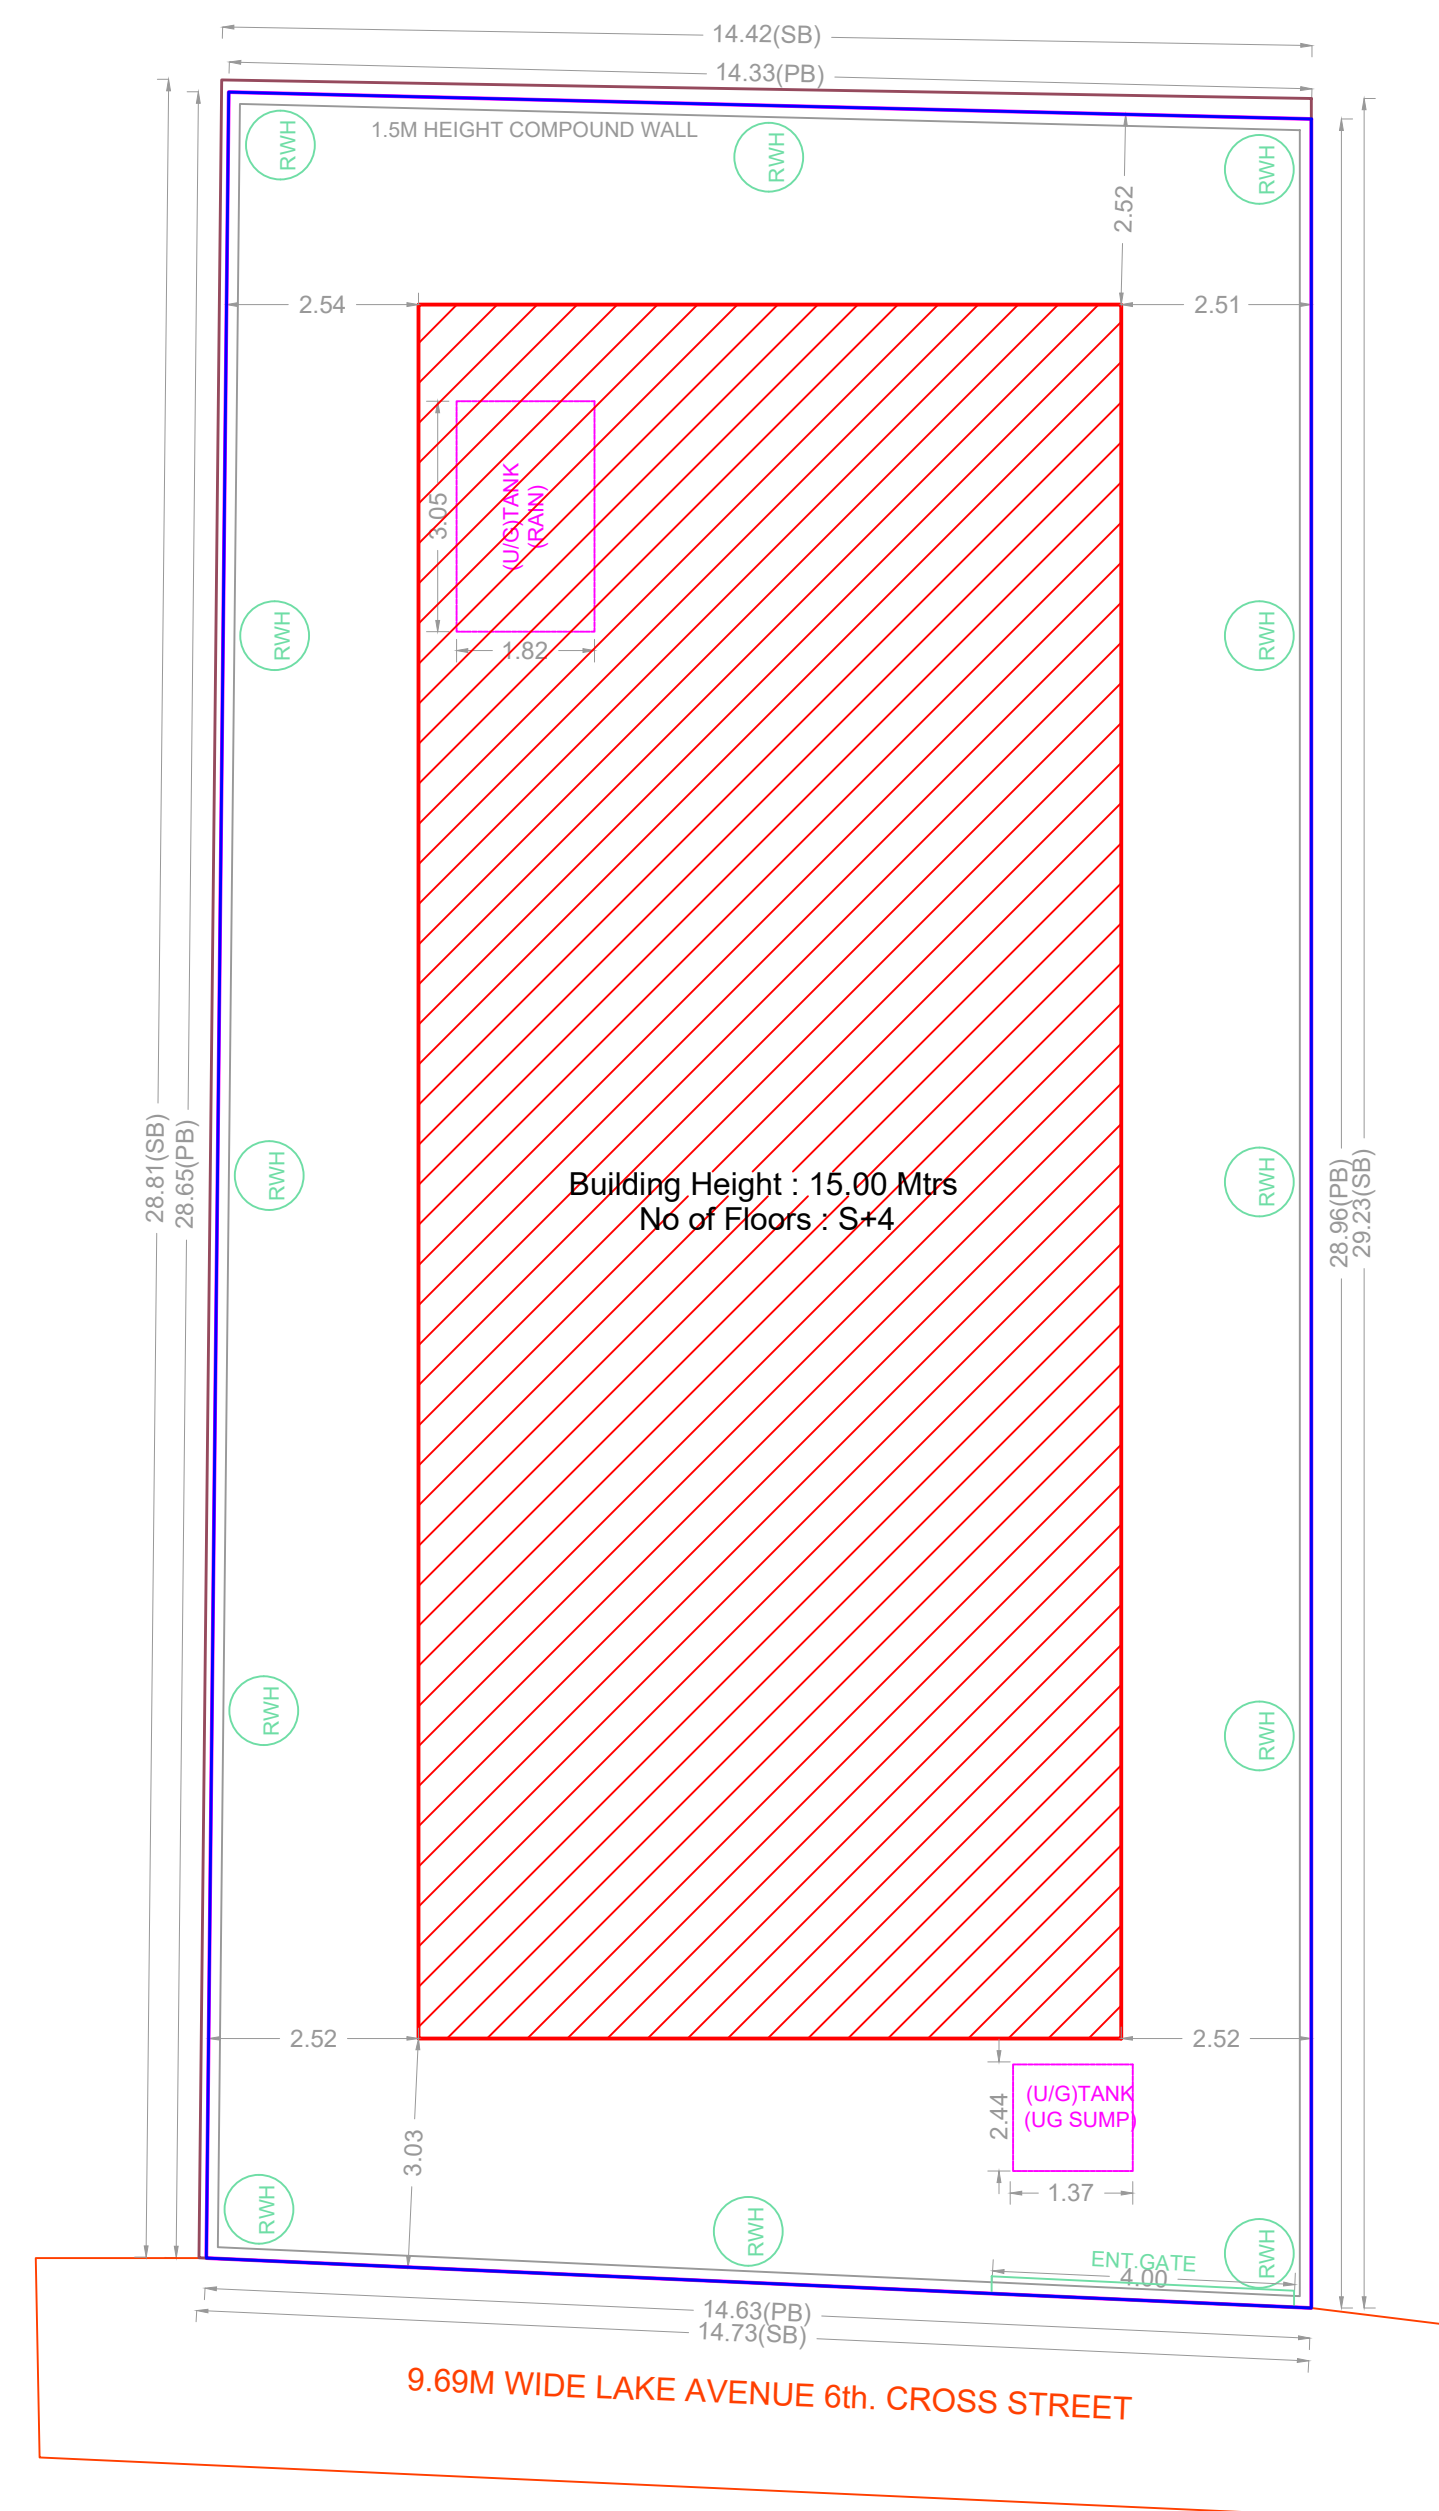 14.42(SB)
14.33(PB)
1.5M HEIGHT COMPOUND WALL
RWH
RWH
RWH
2.52
2.54
2.51
3.05
(U/G)TANK
(RAIN)
1.82
RWH
RWH
28.81(SB)
28.65(PB)
RWH
Building Height : 15.00 Mtrs
No of Floors : S+4
RWH
28.96(PB)
29.23(SB)
RWH
RWH
2.52
2.52
2.44
(U/G)TANK
(UG SUMP)
1.37
3.03
RWH
RWH
RWH
ENT.GATE
4.00
14.63(PB)
14.73(SB)
9.69M WIDE LAKE AVENUE 6th. CROSS STREET